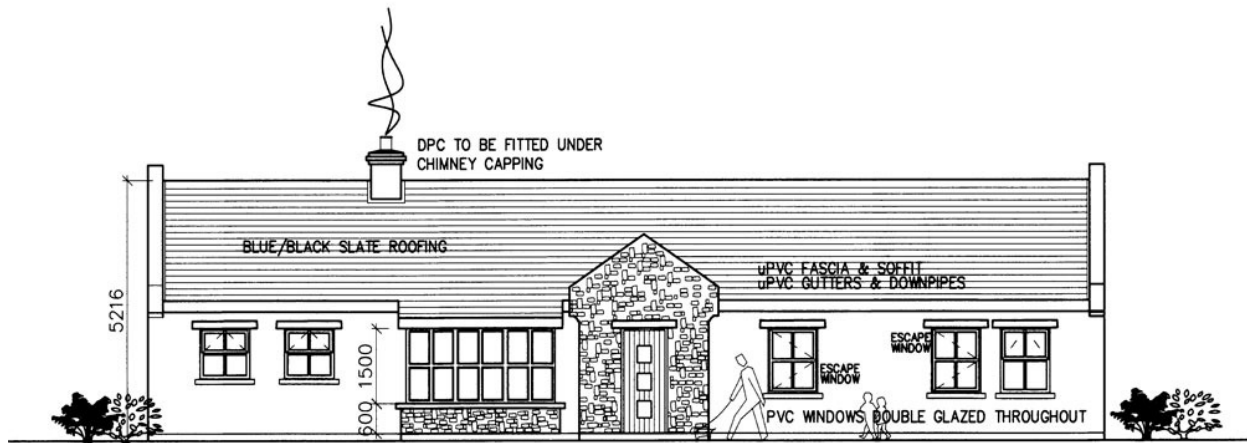 DPC TO BE FITTED UNDER
CHIMNEY CAPPING
BLUE/BLACK SLATE ROOFING
uPVC FASCIA & SOFFIT
uPVC GUTTERS & DOWNPIPES
5216
1500
600
ESCAPE
WINDOW
ESCAPE
WINDOW
PVC WINDOWS DOUBLE GLAZED THROUGHOUT